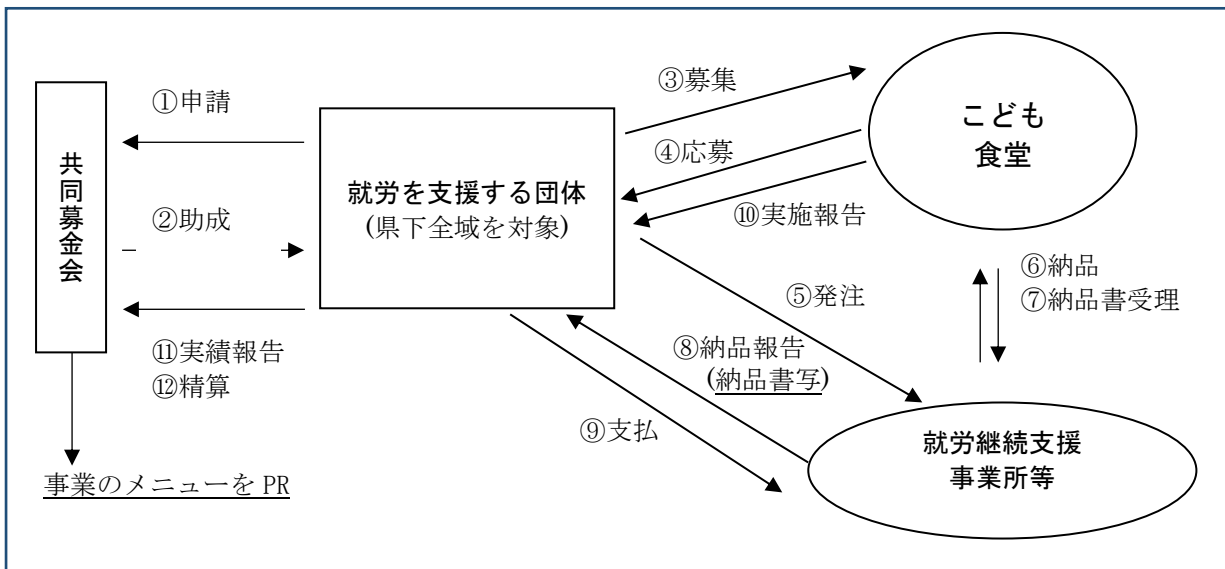 共同募金会
①申請
②助成
⑪実績報告
⑫精算
事業のメニューを PR
就労を支援する団体
(県下全域を対象)
③募集
④応募
⑩実施報告
⑤発注
⑧納品報告
(納品書写)
⑨支払
こども
食堂
⑥納品
⑦納品書受理
就労継続支援
事業所等